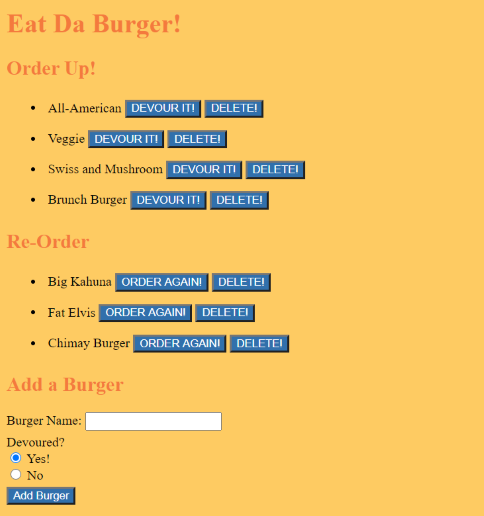 Eat Da Burger!
Order Up!
All-American DEVOUR IT! DELETE!
Veggie DEVOUR IT! DELETE!
Swiss and Mushroom DEVOUR IT! DELETE!
Brunch Burger DEVOUR IT! DELETE!
Re-Order
Big Kahuna ORDER AGAIN! DELETE!
Fat Elvis ORDER AGAIN! DELETE!
Chimay Burger ORDER AGAIN! DELETE!
Add a Burger
Burger Name:
Devoured?
Yes!
No
Add Burger